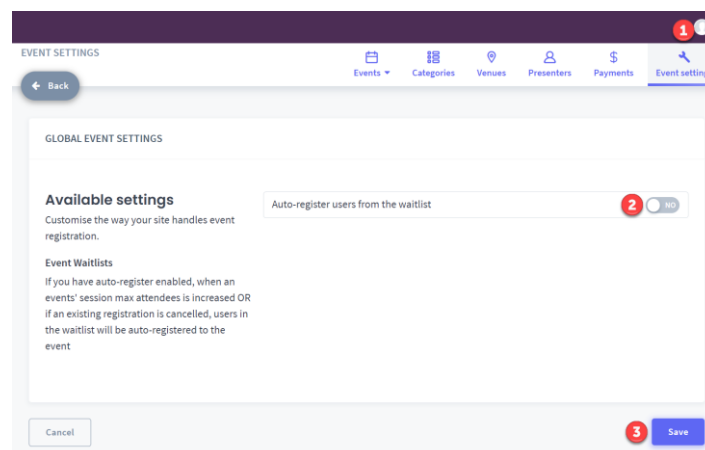 1
EVENT SETTINGS
Events
Categories
Venues
Presenters
$
Payments
Event settin
Back
GLOBAL EVENT SETTINGS
Available settings
Customise the way your site handles event
registration.
Event Waitlists
If you have auto-register enabled, when an
events' session max attendees is increased OR
if an existing registration is cancelled, users in
the waitlist will be auto-registered to the
event
Auto-register users from the waitlist
2
NO
Cancel
3
Save